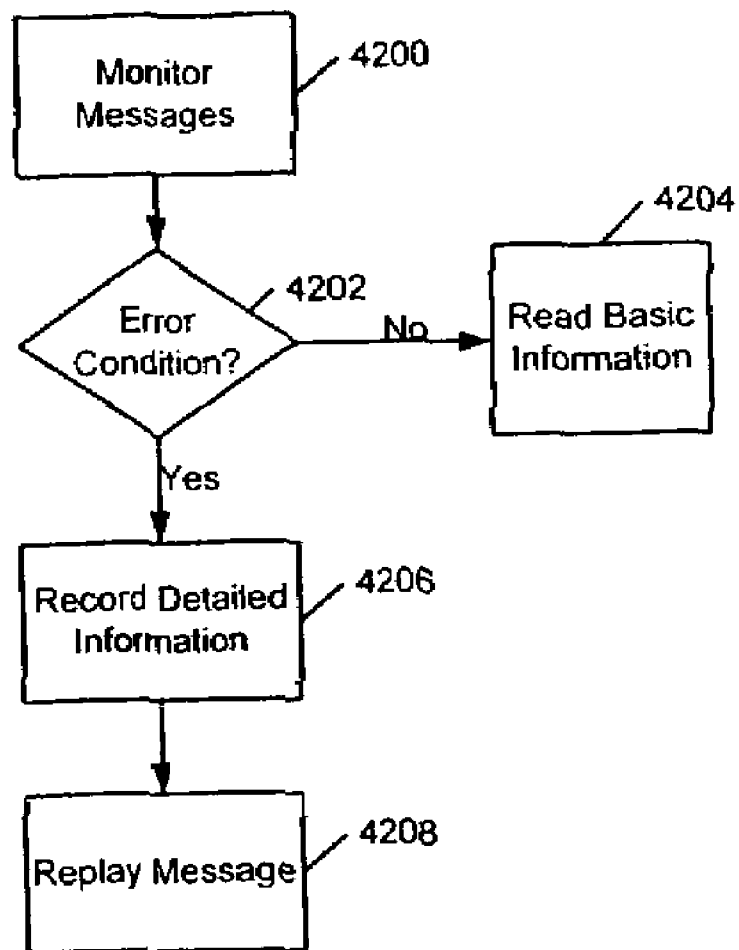 Monitor
Messages
4200
Error
Condition?
4202
No
4204
Read Basic
Information
Yes
Record Detailed
Information
4206
Replay Message
4208